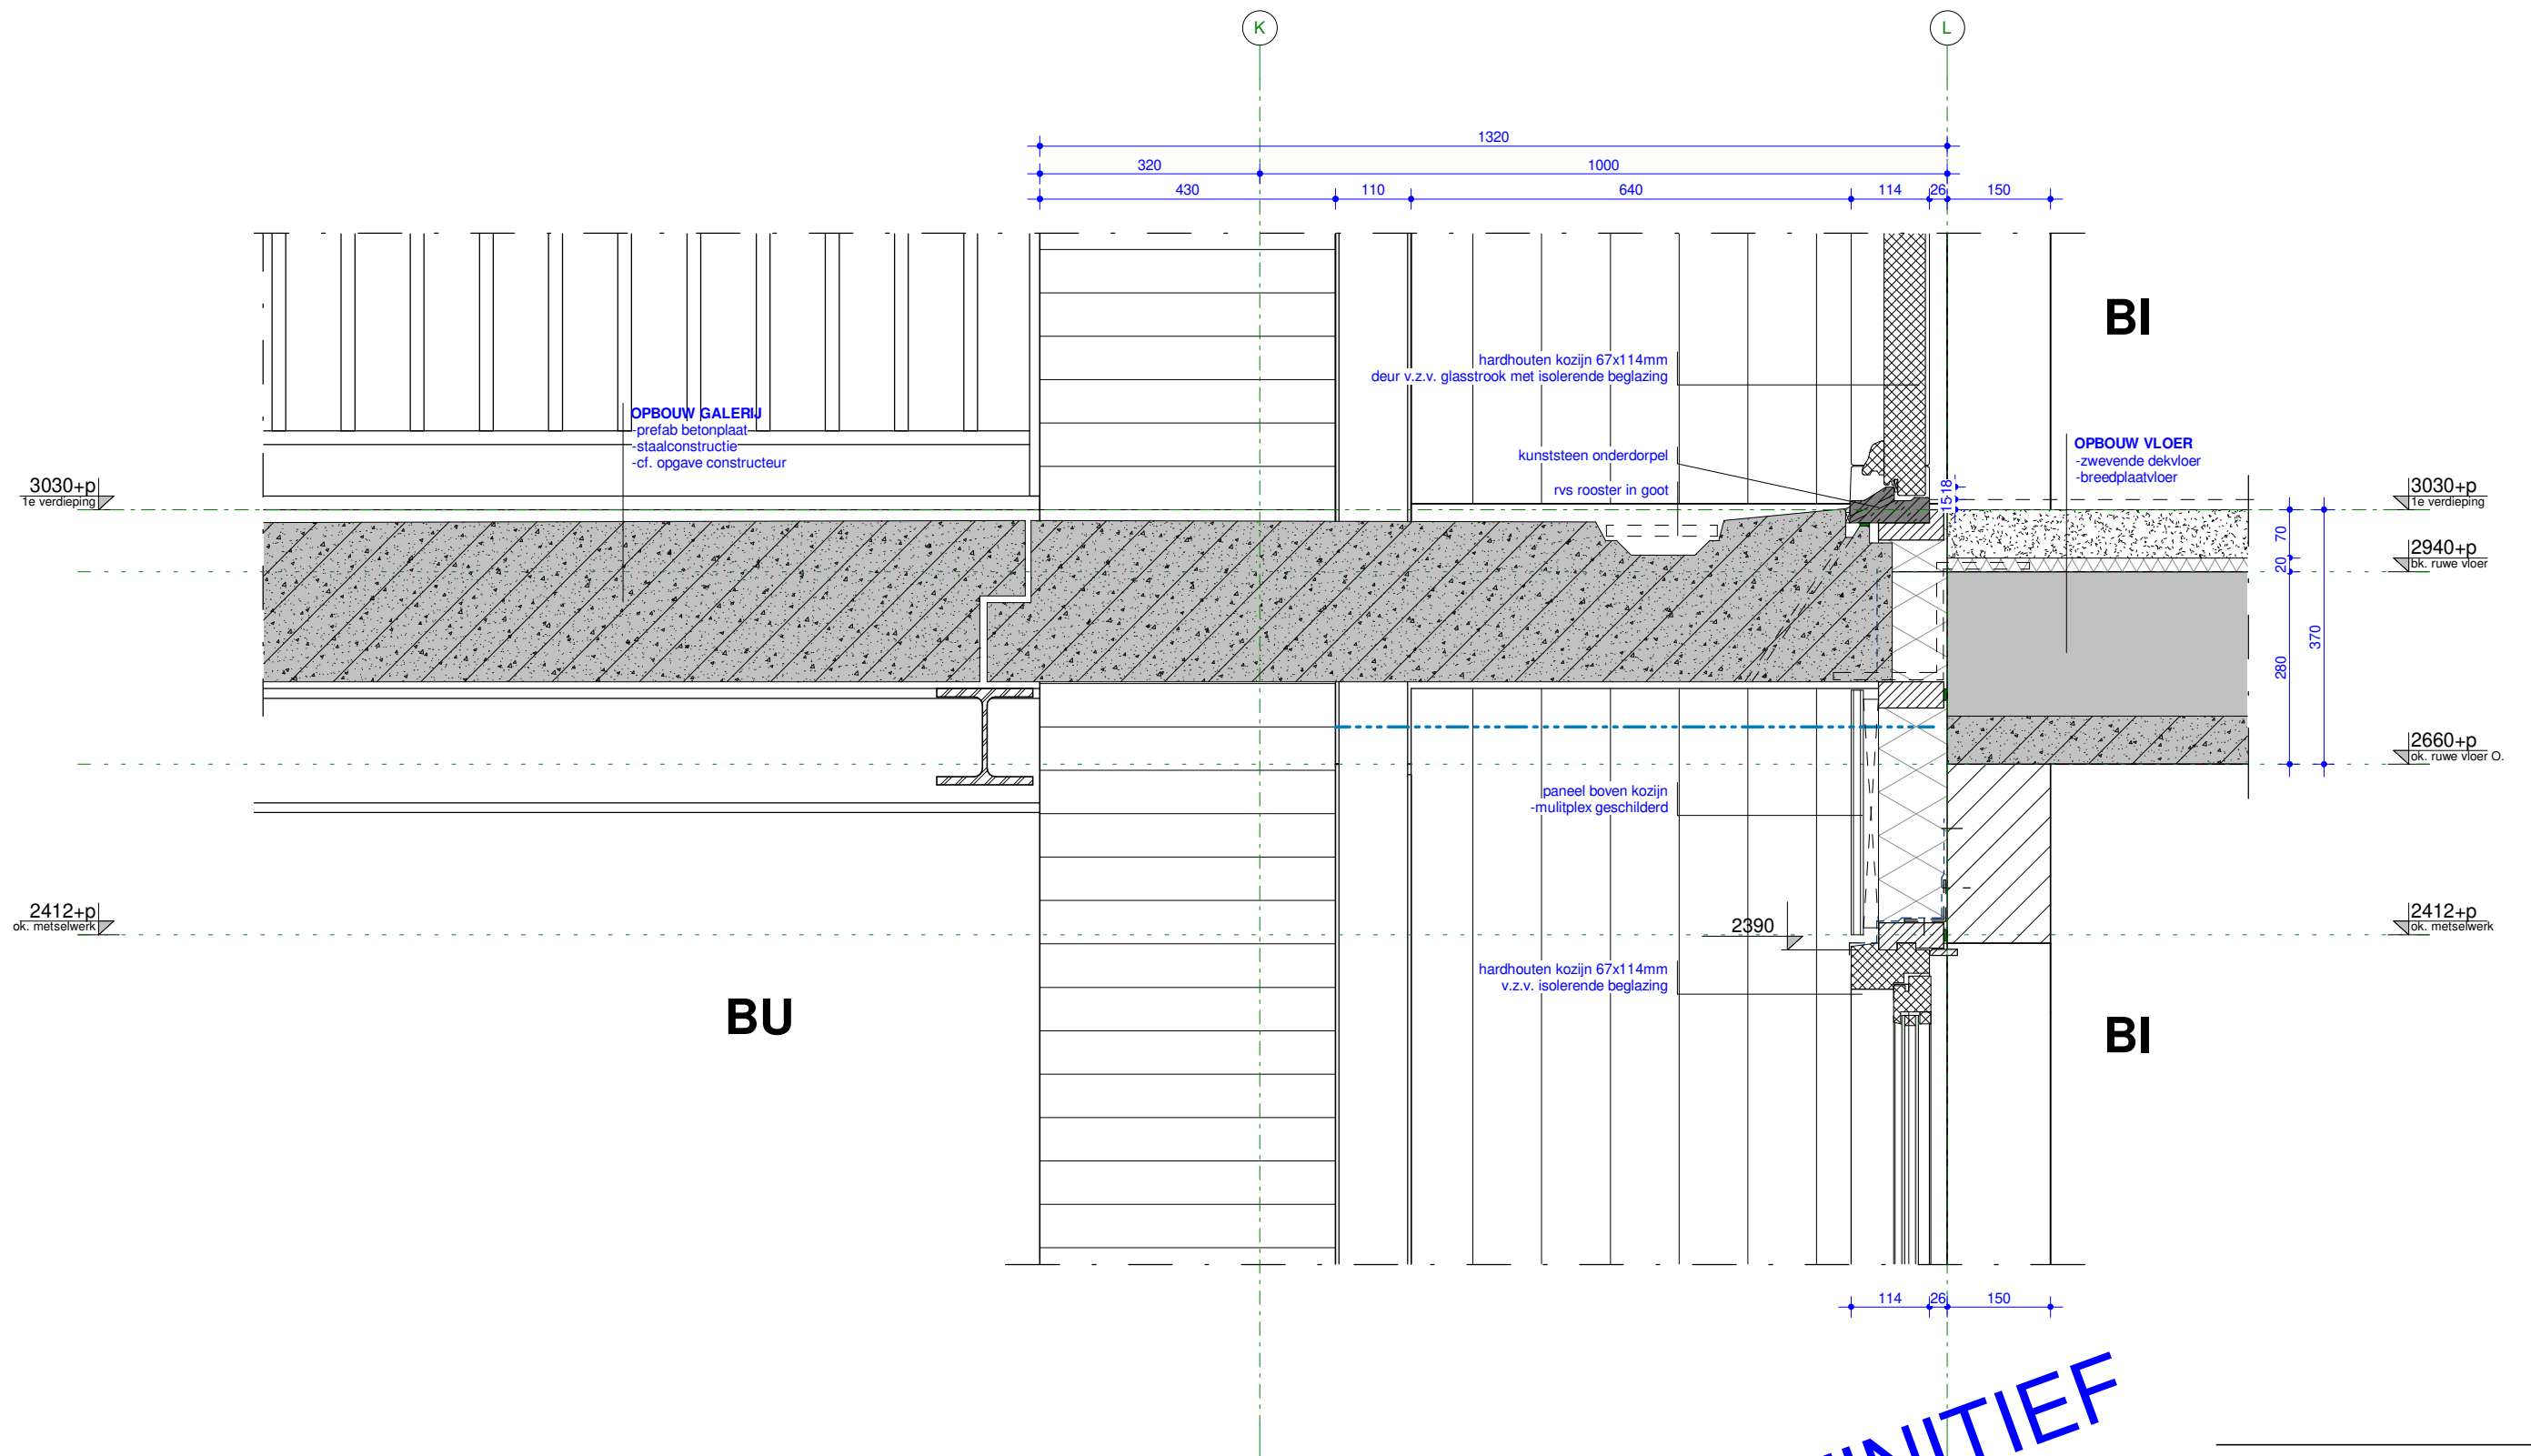 K
L
1320
320
1000
430
110
640
114
26
150
BI
hardhouten kozijn 67x114mm
deur v.z.v. glasstrook met isolerende beglazing
OPBOUW GALERIJ
-prefab betonplaat
-staalconstructie
-cf. opgave constructeur
kunststeen onderdorpel
rvs rooster in goot
OPBOUW VLOER
-zwevende dekvloer
-breedplaatvloer
3030+p
1e verdieping
15
18
3030+p
1e verdieping
70
20
280
370
2940+p
bk. ruwe vloer
2660+p
ok. ruwe vloer O.
paneel boven kozijn
-mulitplex geschilderd
2412+p
ok. metselwerk
2390
2412+p
ok. metselwerk
hardhouten kozijn 67x114mm
v.z.v. isolerende beglazing
BU
BI
114
26
150
INITIEF